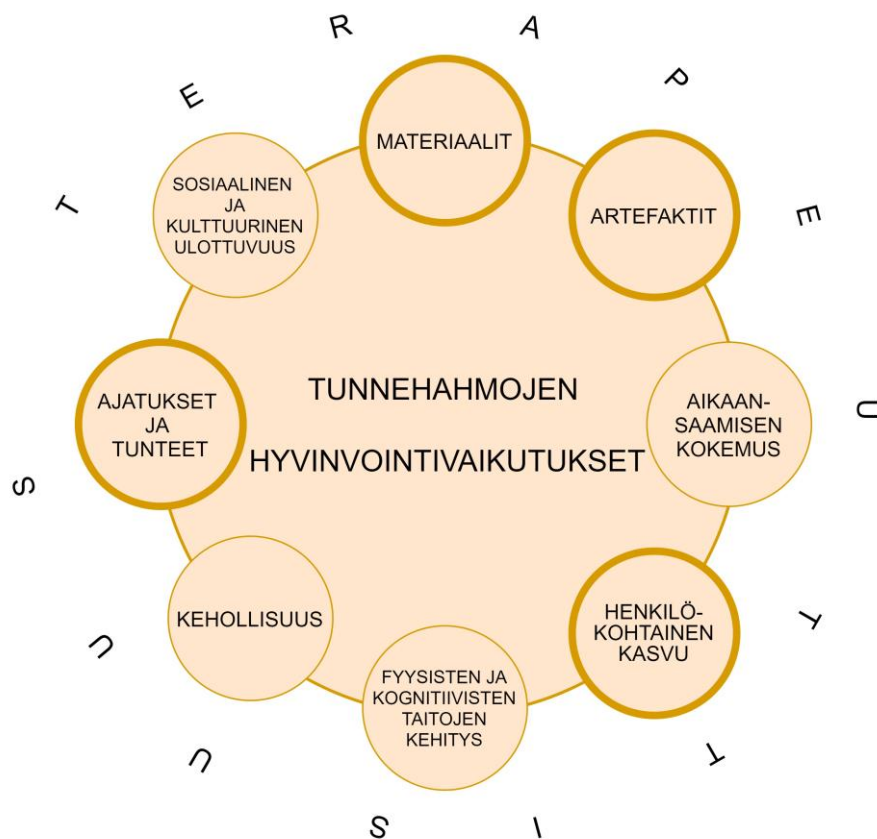 TERAPEUTTISUUS
MATERIAALIT
ARTEFAKTIT
AIKAAN-
SAAMISEN
KOKEMUS
HENKILÖ-
KOHTAINEN
KASVU
FYYSISTEN JA
KOGNITIIVISTEN
TAITOJEN
KEHITYS
KEHOLLISUUS
AJATUKSET
JA
TUNTEET
SOSIAALINEN
JA
KULTTUURINEN
ULOTTUVUUS
TUNNEHAHMOJEN
HYVINVOINTIVAIKUTUKSET